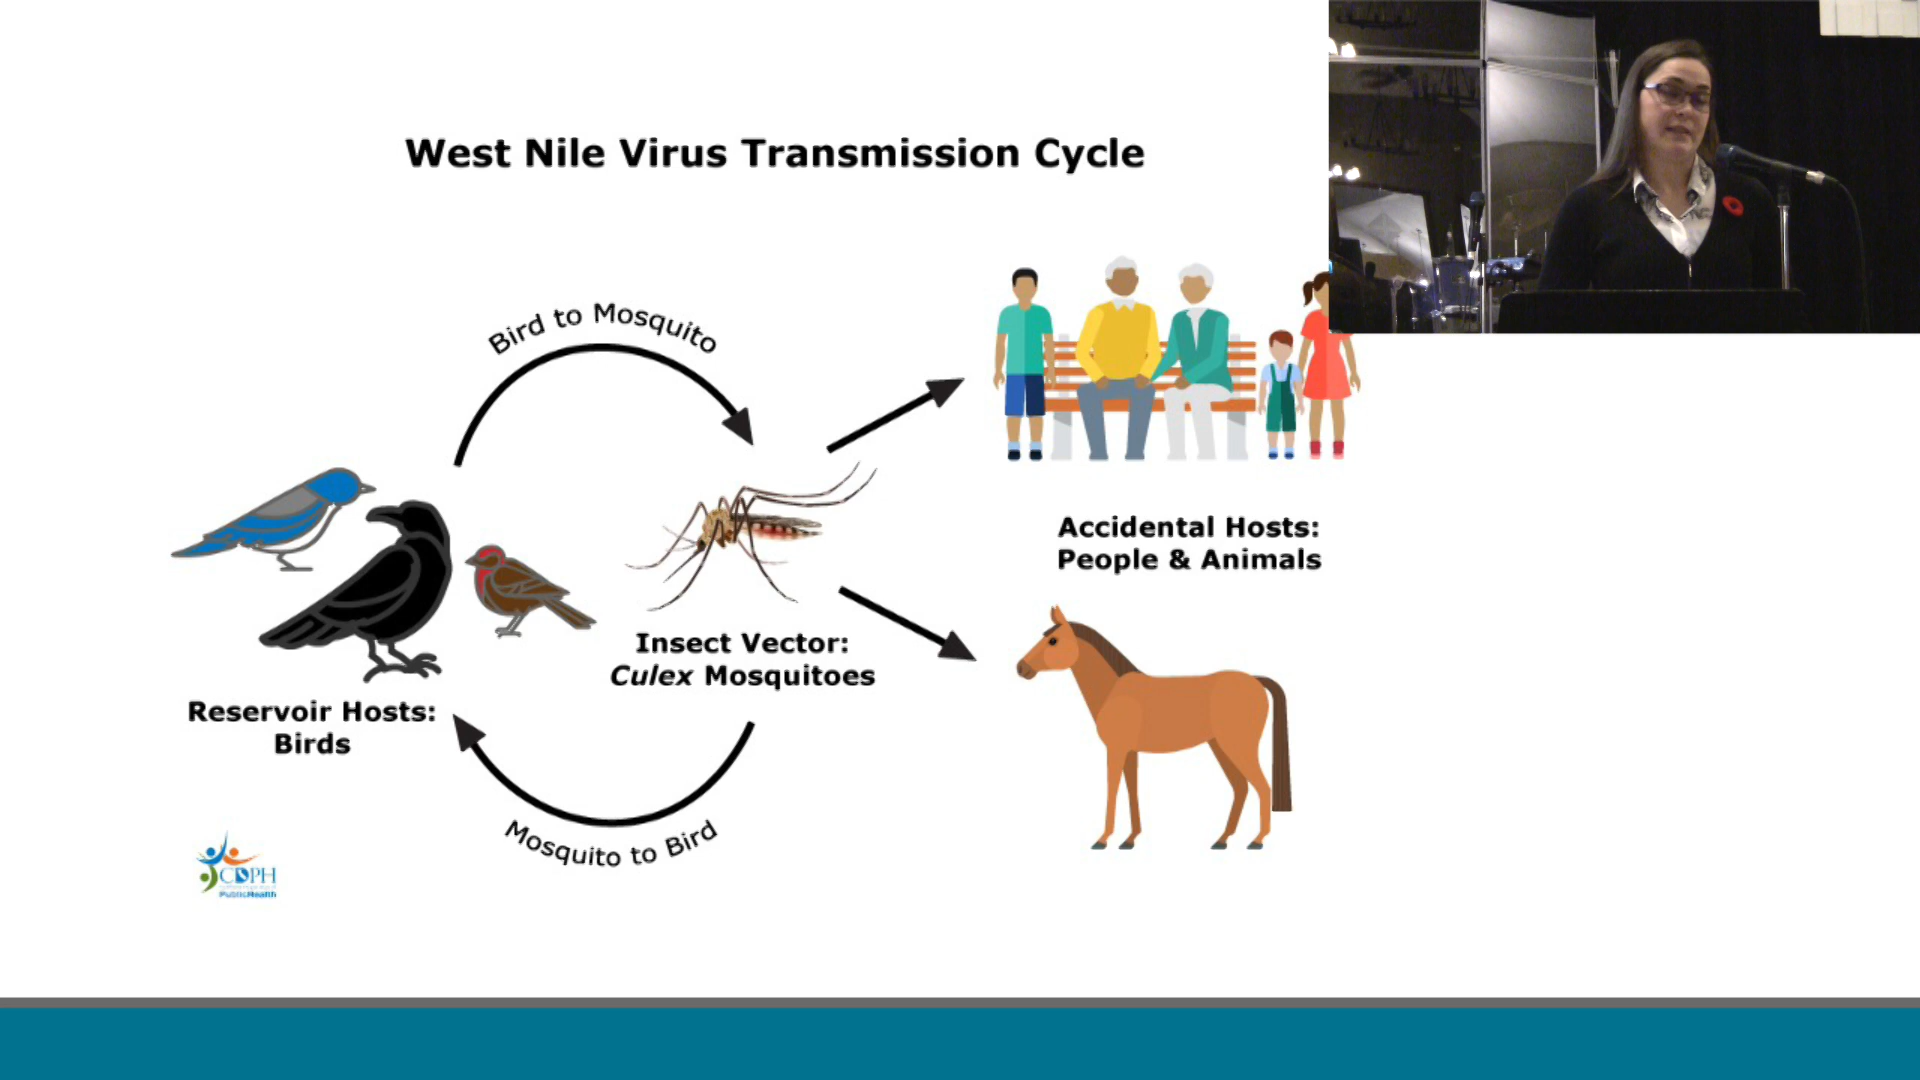 West Nile Virus Transmission Cycle
Bird to Mosquito
Accidental Hosts:
People & Animals
Insect Vector:
Culex Mosquitoes
Reservoir Hosts:
Birds
Mosquito to Bird
CDPH
PublicHealth